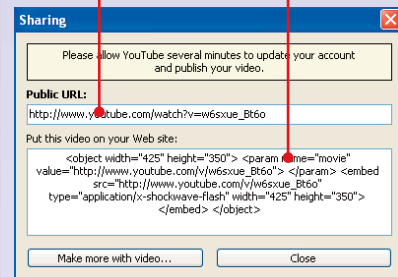 Sharing
Please allow YouTube several minutes to update your account
and publish your video.
Public URL:
http://www.youtube.com/watch?v=w6sxue_Bt6o
Put this video on your Web site:
<object width="425" height="350"> <param name="movie"
value="http://www.youtube.com/v/w6sxue_Bt6o"> </param> <embed
src="http://www.youtube.com/v/w6sxue_Bt6o"
type="application/x-shockwave-flash" width="425" height="350">
</embed> </object>
Make more with video...
Close